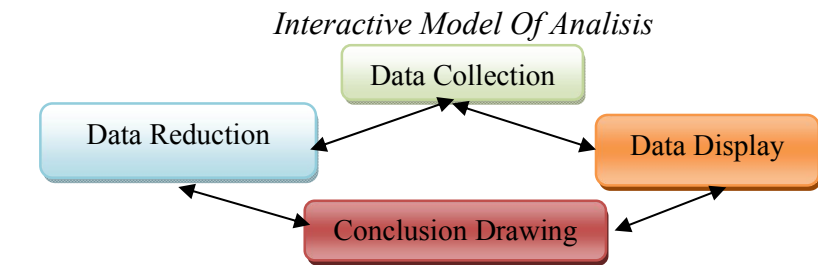 Interactive Model Of Analisis
Data Collection
Data Reduction
Data Display
Conclusion Drawing